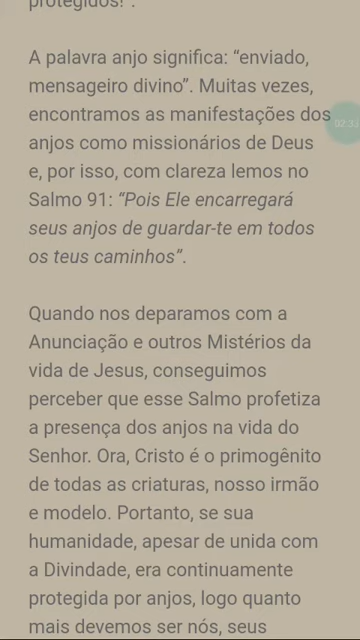 protegidos!".
A palavra anjo significa: “enviado,
mensageiro divino”. Muitas vezes,
encontramos as manifestações dos
anjos como missionários de Deus
e, por isso, com clareza lemos no
Salmo 91: “Pois Ele encarregará
seus anjos de guardar-te em todos
os teus caminhos”.
Quando nos deparamos com a
Anunciação e outros Mistérios da
vida de Jesus, conseguimos
perceber que esse Salmo profetiza
a presença dos anjos na vida do
Senhor. Ora, Cristo é o primogênito
de todas as criaturas, nosso irmão
e modelo. Portanto, se sua
humanidade, apesar de unida com
a Divindade, era continuamente
protegida por anjos, logo quanto
mais devemos ser nós, seus